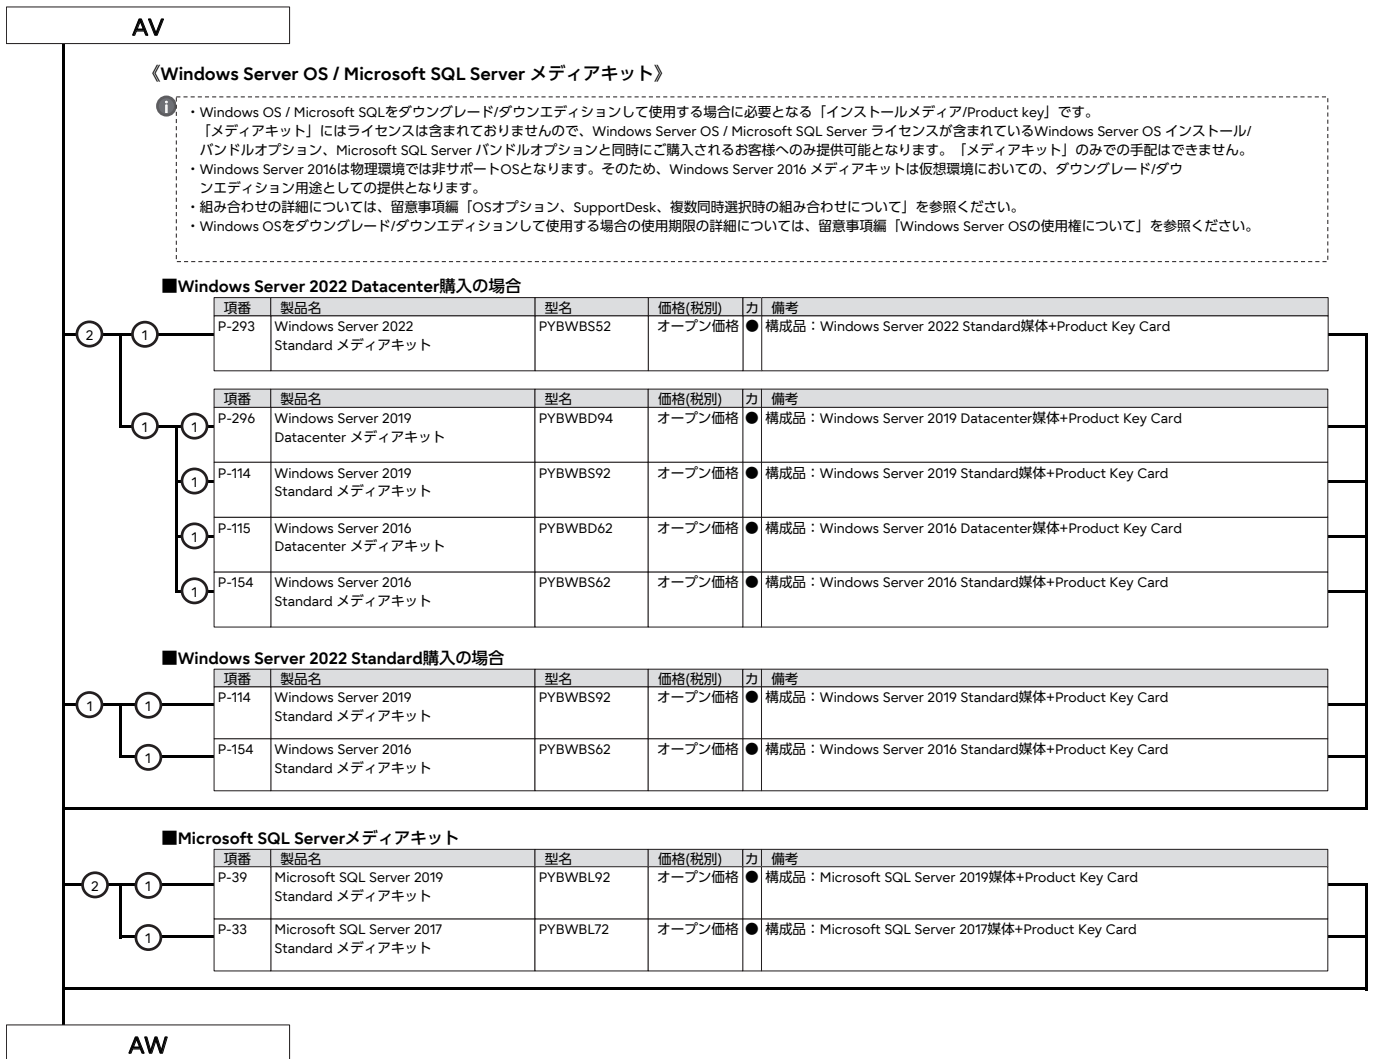 AV
《Windows Server OS / Microsoft SQL Server メディアキット》
i
・Windows OS / Microsoft SQLをダウングレード/ダウンエディションして使用する場合に必要となる「インストールメディア/Product key」です。
「メディアキット」にはライセンスは含まれておりませんので、Windows Server OS / Microsoft SQL Server ライセンスが含まれているWindows Server OS インストール/
バンドルオプション、Microsoft SQL Server バンドルオプションと同時にご購入されるお客様へのみ提供可能となります。「メディアキット」のみでの手配はできません。
・Windows Server 2016は物理環境では非サポートOSとなります。そのため、Windows Server 2016 メディアキットは仮想環境においての、ダウングレード/ダウ
ンエディション用途としての提供となります。
・組み合わせの詳細については、留意事項編「OSオプション、SupportDesk、複数同時選択時の組み合わせについて」を参照ください。
・Windows OSをダウングレード/ダウンエディションして使用する場合の使用期限の詳細については、留意事項編「Windows Server OSの使用権について」を参照ください。
■Windows Server 2022 Datacenter購入の場合
項番 製品名 型名 価格(税別) カ 備考
2 1 P-293 Windows Server 2022 PYBWBS52 オープン価格 ● 構成品：Windows Server 2022 Standard媒体+Product Key Card
Standard メディアキット
項番 製品名 型名 価格(税別) カ 備考
1 1 P-296 Windows Server 2019 PYBWBD94 オープン価格 ● 構成品：Windows Server 2019 Datacenter媒体+Product Key Card
Datacenter メディアキット
1 P-114 Windows Server 2019 PYBWBS92 オープン価格 ● 構成品：Windows Server 2019 Standard媒体+Product Key Card
Standard メディアキット
1 P-115 Windows Server 2016 PYBWBD62 オープン価格 ● 構成品：Windows Server 2016 Datacenter媒体+Product Key Card
Datacenter メディアキット
1 P-154 Windows Server 2016 PYBWBS62 オープン価格 ● 構成品：Windows Server 2016 Standard媒体+Product Key Card
Standard メディアキット
■Windows Server 2022 Standard購入の場合
項番 製品名 型名 価格(税別) カ 備考
1 1 P-114 Windows Server 2019 PYBWBS92 オープン価格 ● 構成品：Windows Server 2019 Standard媒体+Product Key Card
Standard メディアキット
1 P-154 Windows Server 2016 PYBWBS62 オープン価格 ● 構成品：Windows Server 2016 Standard媒体+Product Key Card
Standard メディアキット
■Microsoft SQL Serverメディアキット
項番 製品名 型名 価格(税別) カ 備考
2 1 P-39 Microsoft SQL Server 2019 PYBWBL92 オープン価格 ● 構成品：Microsoft SQL Server 2019媒体+Product Key Card
Standard メディアキット
1 P-33 Microsoft SQL Server 2017 PYBWBL72 オープン価格 ● 構成品：Microsoft SQL Server 2017媒体+Product Key Card
Standard メディアキット
AW